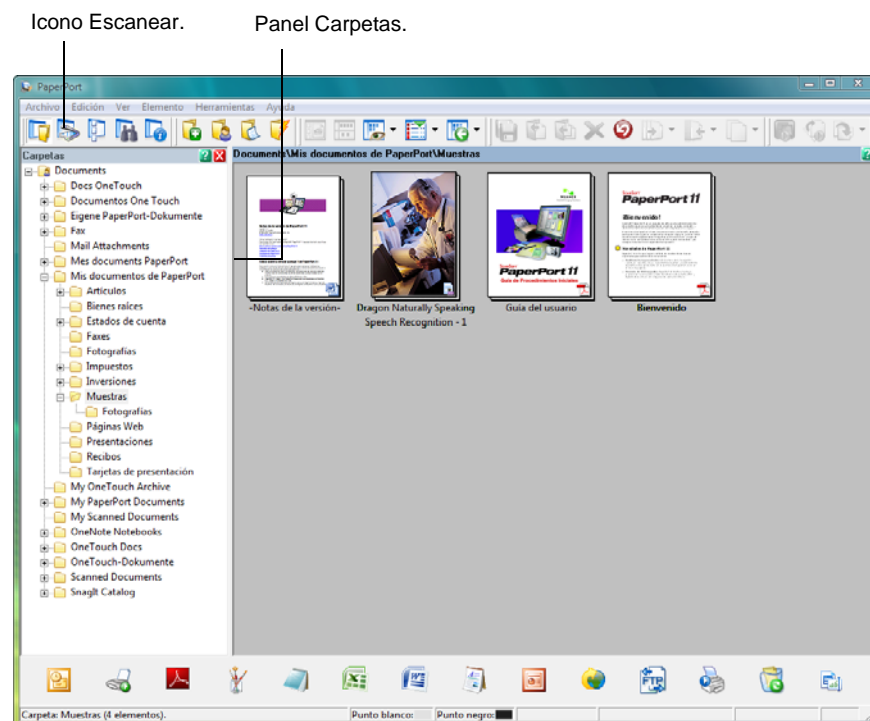 Icono Escanear.
Panel Carpetas.
PaperPort
Archivo Edición Ver Elemento Herramientas Ayuda
Carpetas
Documents\Mis documentos de PaperPort\Muestras
Documents
Docs OneTouch
Documentos One Touch
Eigene PaperPort-Dokumente
Fax
Mail Attachments
Mes documents PaperPort
Mis documentos de PaperPort
Artículos
Bienes raíces
Estados de cuenta
Faxes
Fotografías
Impuestos
Inversiones
Muestras
Fotografías
Páginas Web
Presentaciones
Recibos
Tarjetas de presentación
My OneTouch Archive
My PaperPort Documents
My Scanned Documents
OneNote Notebooks
OneTouch Docs
OneTouch-Dokumente
Scanned Documents
SnagIt Catalog
PaperPort 11
Guía de Procedimientos Iniciales
PaperPort 11
¡Bienvenido!
-Notas de la versión-
Dragon Naturally Speaking
Speech Recognition - 1
Guía del usuario
Bienvenido
FTP
Carpeta: Muestras (4 elementos).
Punto blanco:
Punto negro: